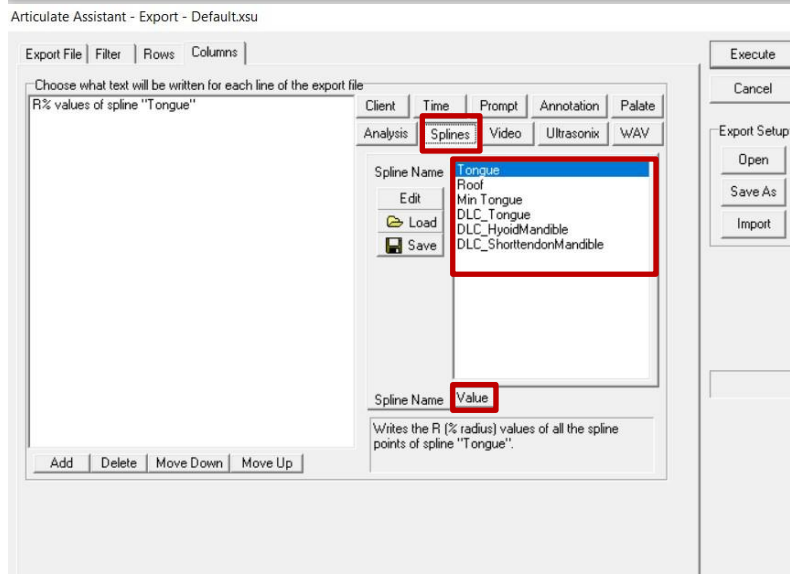 Articulate Assistant - Export - Default.xsu
Export File Filter Rows Columns
Choose what text will be written for each line of the export file
R% values of spline "Tongue"
Client Time Prompt Annotation Palate
Analysis Splines Video Ultrasonix WAV
Spline Name
Edit
Load
Save
Tongue
Roof
Min Tongue
DLC_Tongue
DLC_HyoidMandible
DLC_ShorttendonMandible
Spline Name Value
Writes the R (% radius) values of all the spline
points of spline "Tongue".
Add Delete Move Down Move Up
Execute
Cancel
Export Setup
Open
Save As
Import